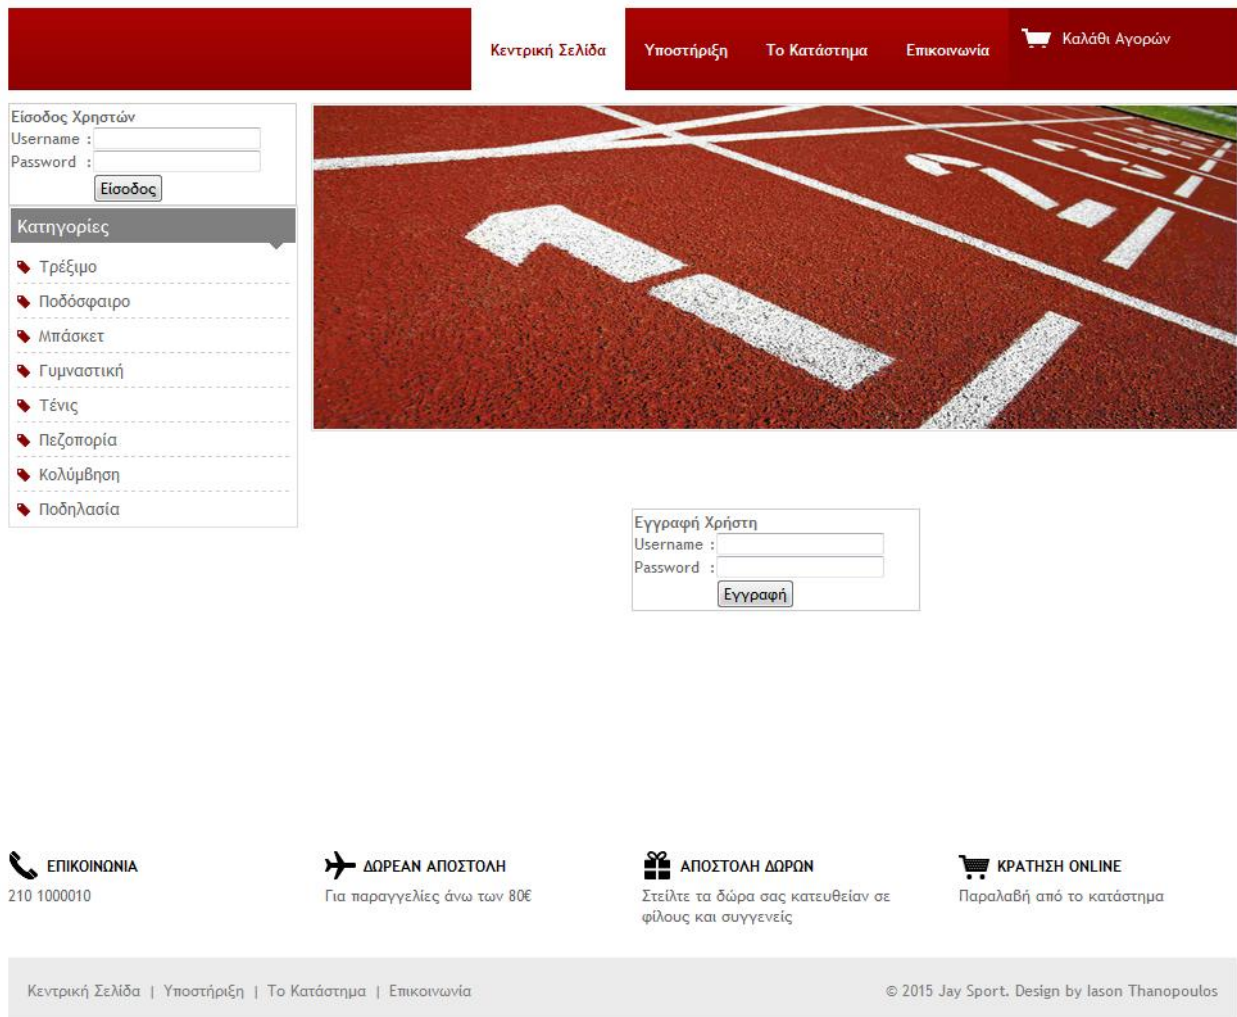 Κεντρική Σελίδα
Υποστήριξη
Το Κατάστημα
Επικοινωνία
Καλάθι Αγορών
Είσοδος Χρηστών
Username :
Password :
Είσοδος
Κατηγορίες
Τρέξιμο
Ποδόσφαιρο
Μπάσκετ
Γυμναστική
Τένις
Πεζοπορία
Κολύμβηση
Ποδηλασία
1
2
Εγγραφή Χρήστη
Username :
Password :
Εγγραφή
ΕΠΙΚΟΙΝΩΝΙΑ
210 1000010
ΔΩΡΕΑΝ ΑΠΟΣΤΟΛΗ
Για παραγγελίες άνω των 80€
ΑΠΟΣΤΟΛΗ ΔΩΡΩΝ
Στείλτε τα δώρα σας κατευθείαν σε
φίλους και συγγενείς
ΚΡΑΤΗΣΗ ONLINE
Παραλαβή από το κατάστημα
Κεντρική Σελίδα | Υποστήριξη | Το Κατάστημα | Επικοινωνία
© 2015 Jay Sport. Design by Iason Thanopoulos